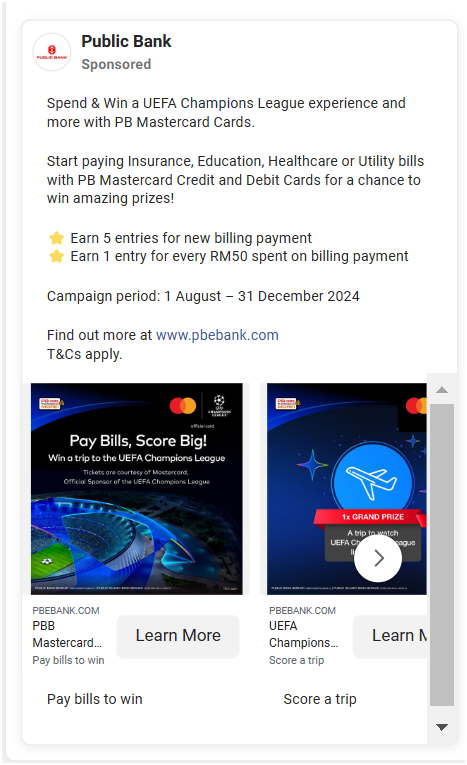 Public Bank
PUBLIC BANK
Sponsored
Spend & Win a UEFA Champions League experience and
more with PB Mastercard Cards.
Start paying Insurance, Education, Healthcare or Utility bills
with PB Mastercard Credit and Debit Cards for a chance to
win amazing prizes!
Earn 5 entries for new billing payment
Earn 1 entry for every RM50 spent on billing payment
Campaign period: 1 August – 31 December 2024
Find out more at www.pbebank.com
T&Cs apply.
CHAMPIONS
LEAGUE
official card
Pay Bills, Score Big!
Win a trip to the UEFA Champions League
Tickets are courtesy of Mastercard,
Official Sponsor of the UEFA Champions League
1x GRAND PRIZE
A trip to watch
UEFA
PBEBANK.COM
PBB
Mastercard...
Pay bills to win
Learn More
PBEBANK.COM
UEFA
Champions...
Score a trip
Learn M
Pay bills to win
Score a trip